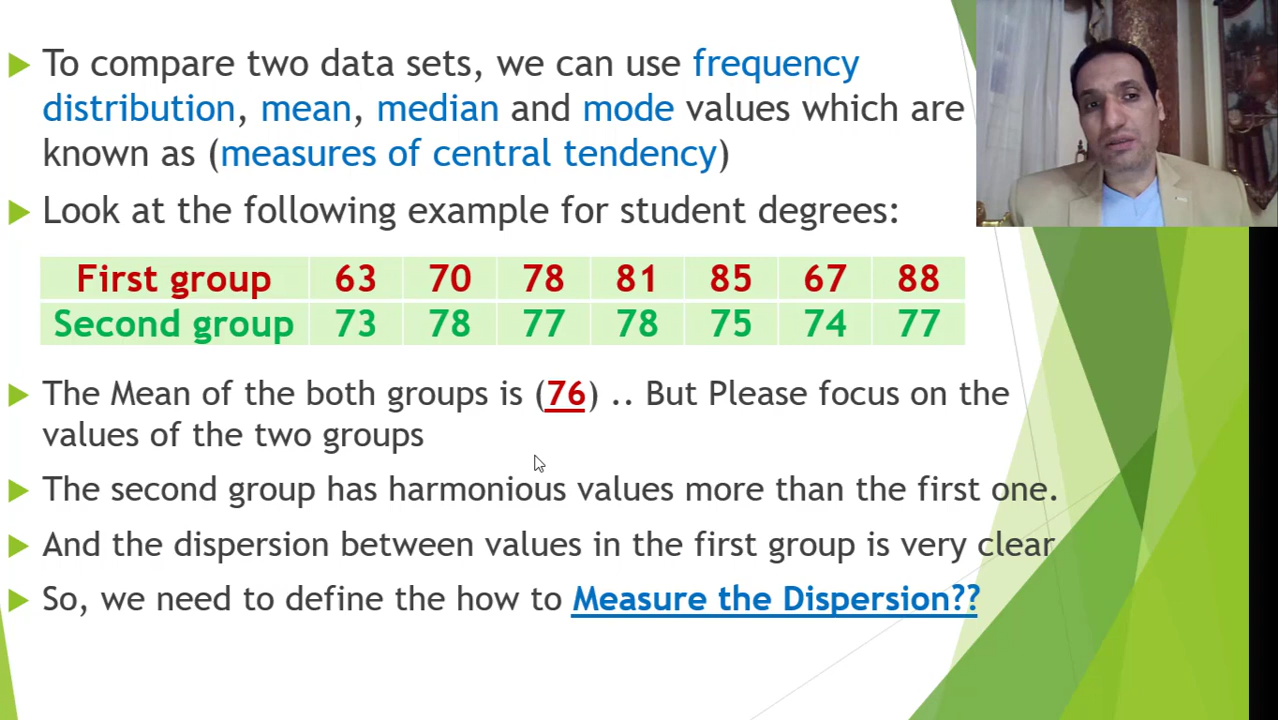 To compare two data sets, we can use frequency
distribution, mean, median and mode values which are
known as (measures of central tendency)
Look at the following example for student degrees:
First group 63 70 78 81 85 67 88
Second group 73 78 77 78 75 74 77
The Mean of the both groups is (76) .. But Please focus on the
values of the two groups
The second group has harmonious values more than the first one.
And the dispersion between values in the first group is very clear
So, we need to define the how to Measure the Dispersion??